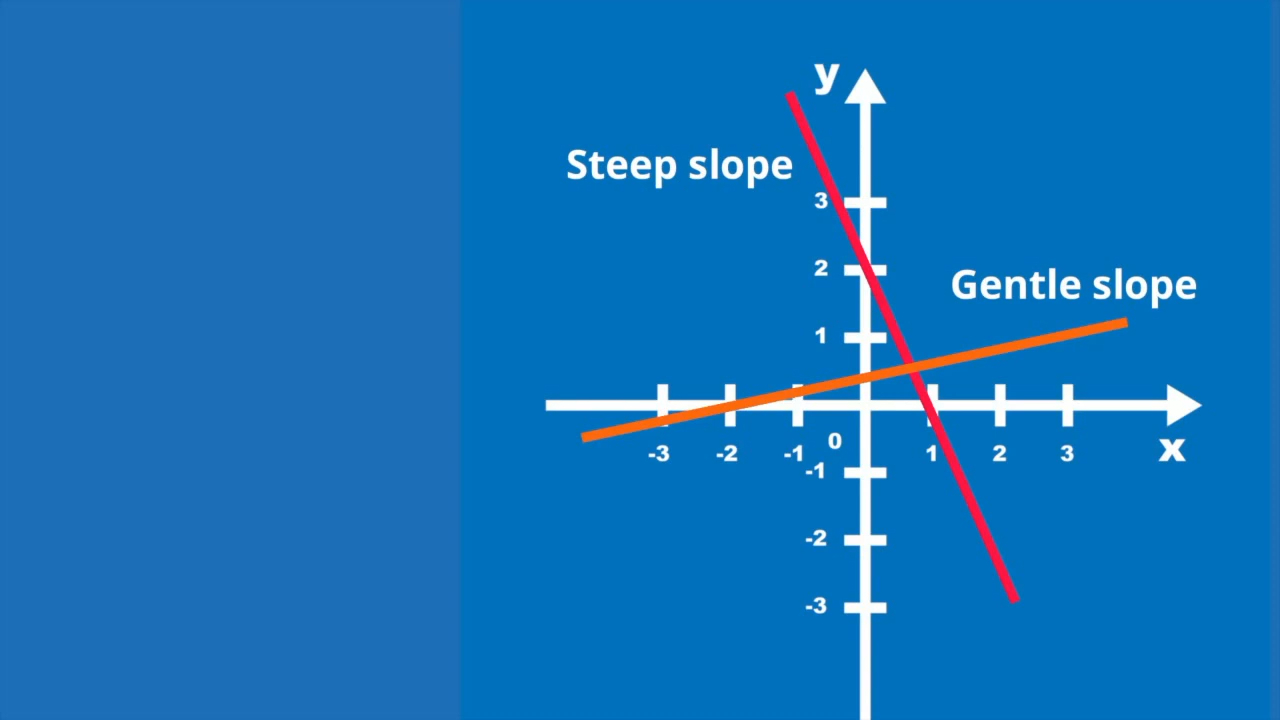 y
Steep slope
3
2
Gentle slope
1
0
-3 -2 -1 1 2 3 x
-1
-2
-3